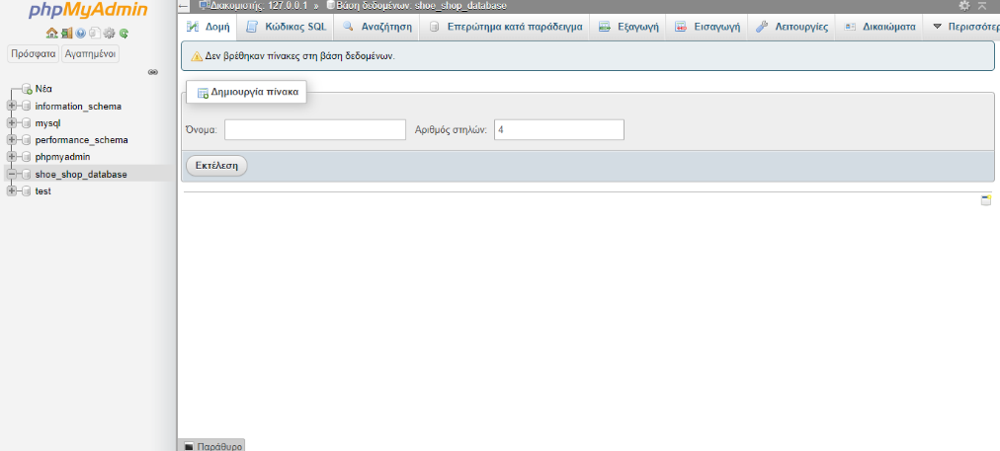 phpMyAdmin
Πρόσφατα Αγαπημένοι
Νέα
information_schema
mysql
performance_schema
phpmyadmin
shoe_shop_database
test
Διακομιστής: 127.0.0.1 » Βάση δεδομένων: shoe_shop_database
Δομή Κώδικας SQL Αναζήτηση Επερώτημα κατά παράδειγμα Εξαγωγή Εισαγωγή Λειτουργίες Δικαιώματα Περισσότερ
Δεν βρέθηκαν πίνακες στη βάση δεδομένων.
Δημιουργία πίνακα
Όνομα: Αριθμός στηλών: 4
Εκτέλεση
Παράθυρο